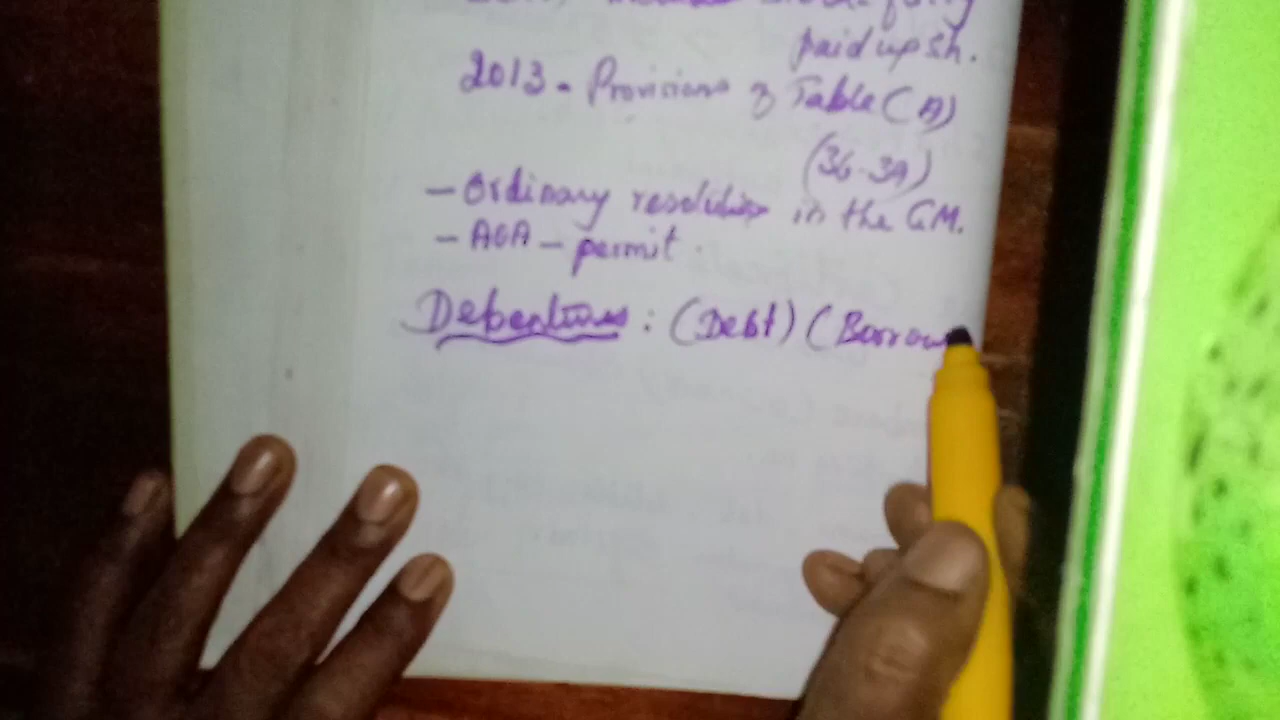 paid up sh.
2013 - Provisions of Table (A)
(36-39)
- Ordinary resolution in the GM.
- AOA - permit.
Debentures : (Debt) (Borrow